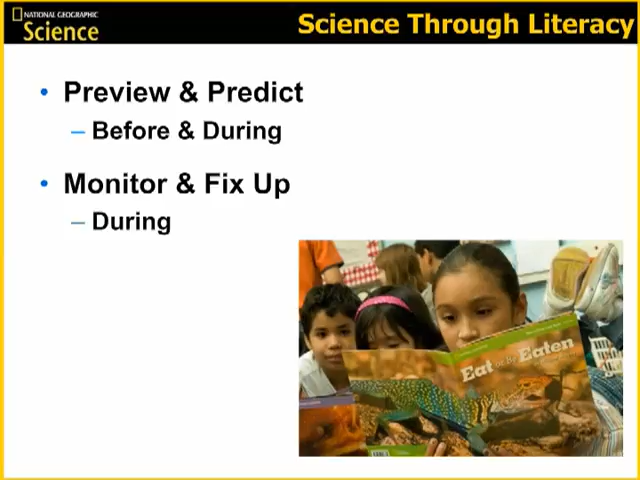 NATIONAL GEOGRAPHIC
Science
Science Through Literacy
• Preview & Predict
– Before & During
• Monitor & Fix Up
– During
Eat or Be Eaten